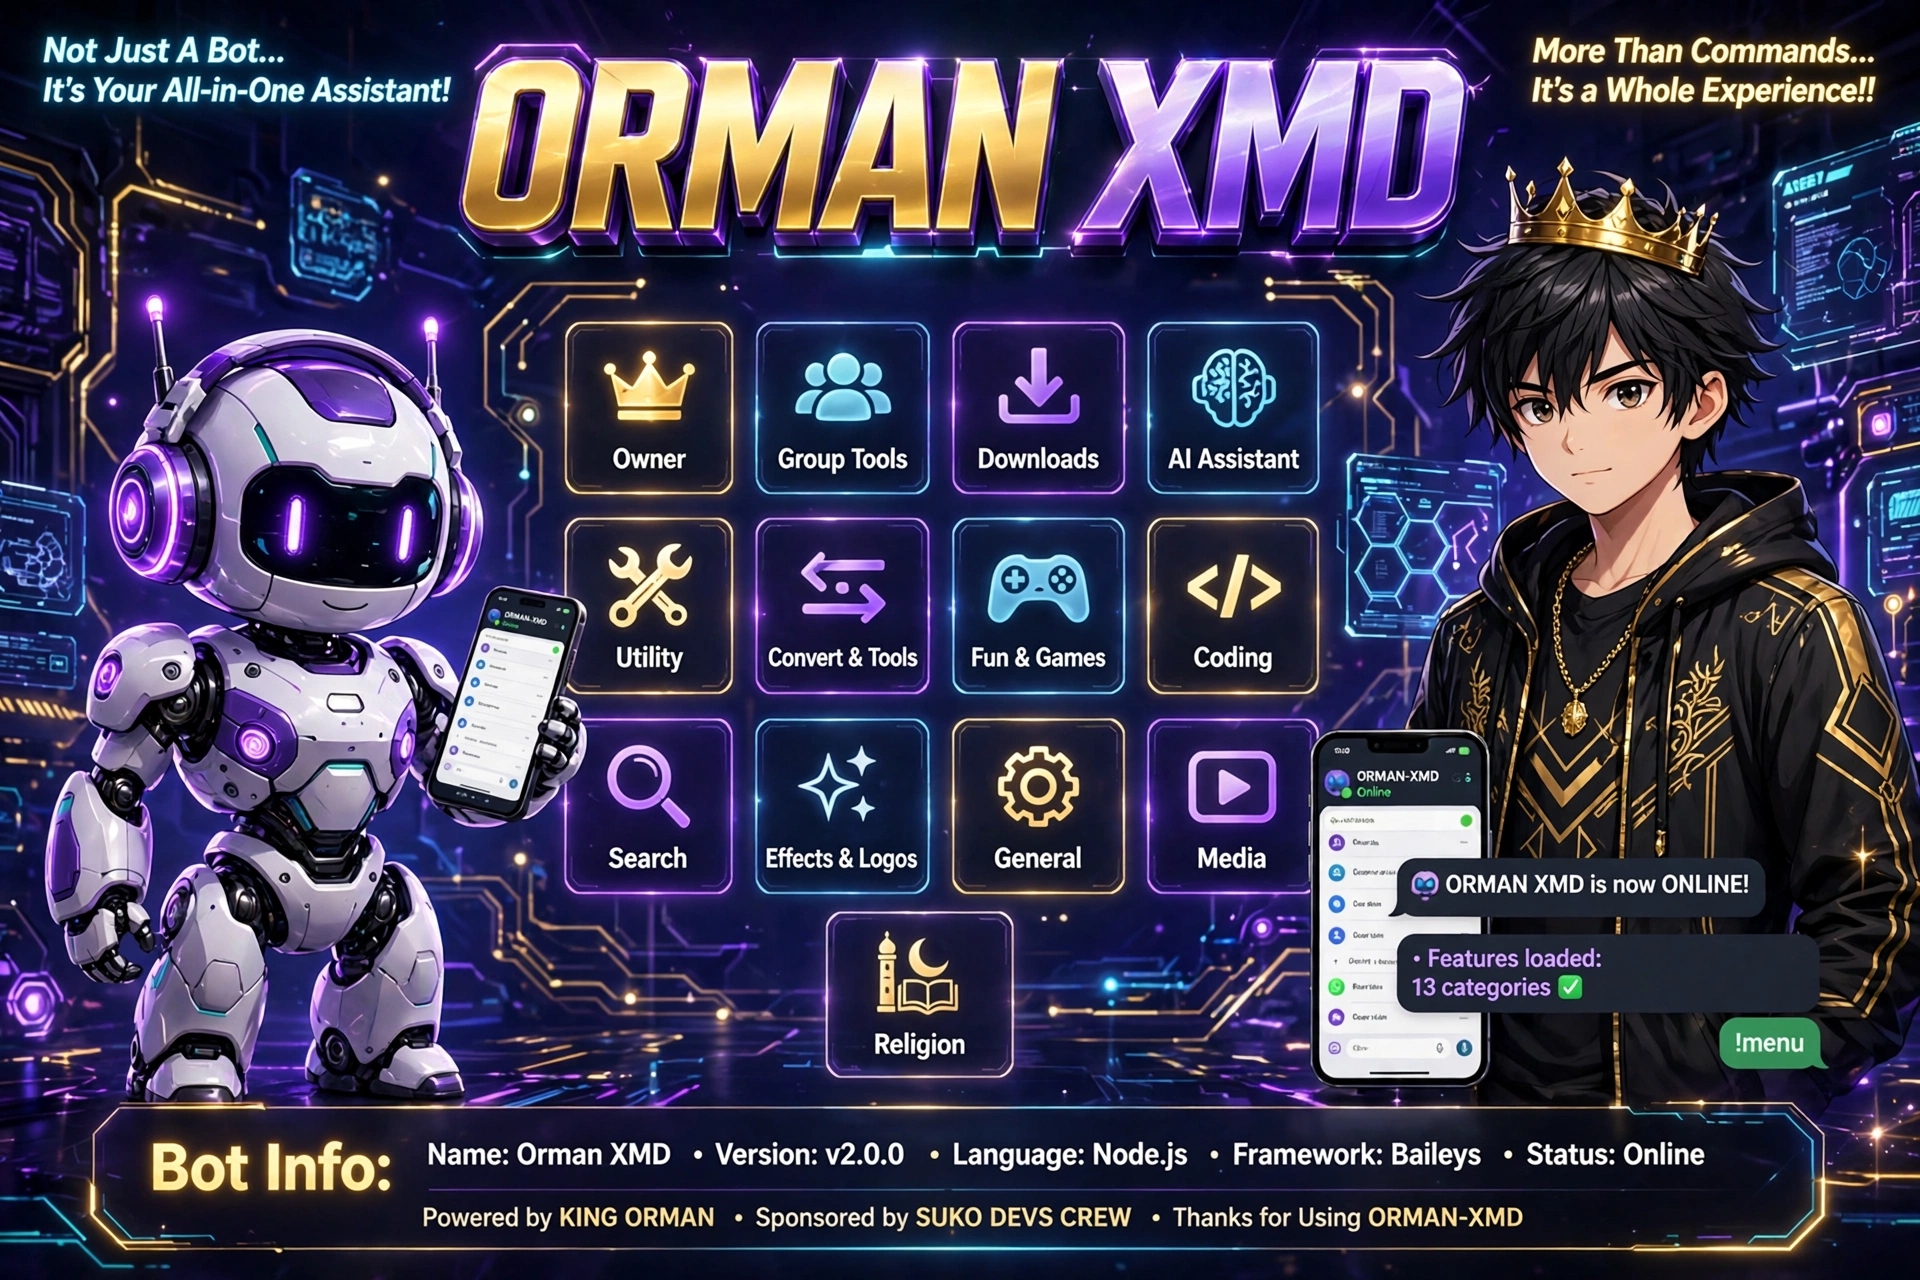 Not Just A Bot...
It's Your All-in-One Assistant!
ORMAN XMD
More Than Commands...
It's a Whole Experience!!
Owner
Group Tools
Downloads
AI Assistant
Utility
Convert & Tools
Fun & Games
Coding
Search
Effects & Logos
General
Media
Religion
ORMAN-XMD
ORMAN-XMD
Online
ORMAN XMD is now ONLINE!
• Features loaded:
13 categories ✅
!menu
Bot Info:
Name: Orman XMD • Version: v2.0.0 • Language: Node.js • Framework: Baileys • Status: Online
Powered by KING ORMAN • Sponsored by SUKO DEVS CREW • Thanks for Using ORMAN-XMD